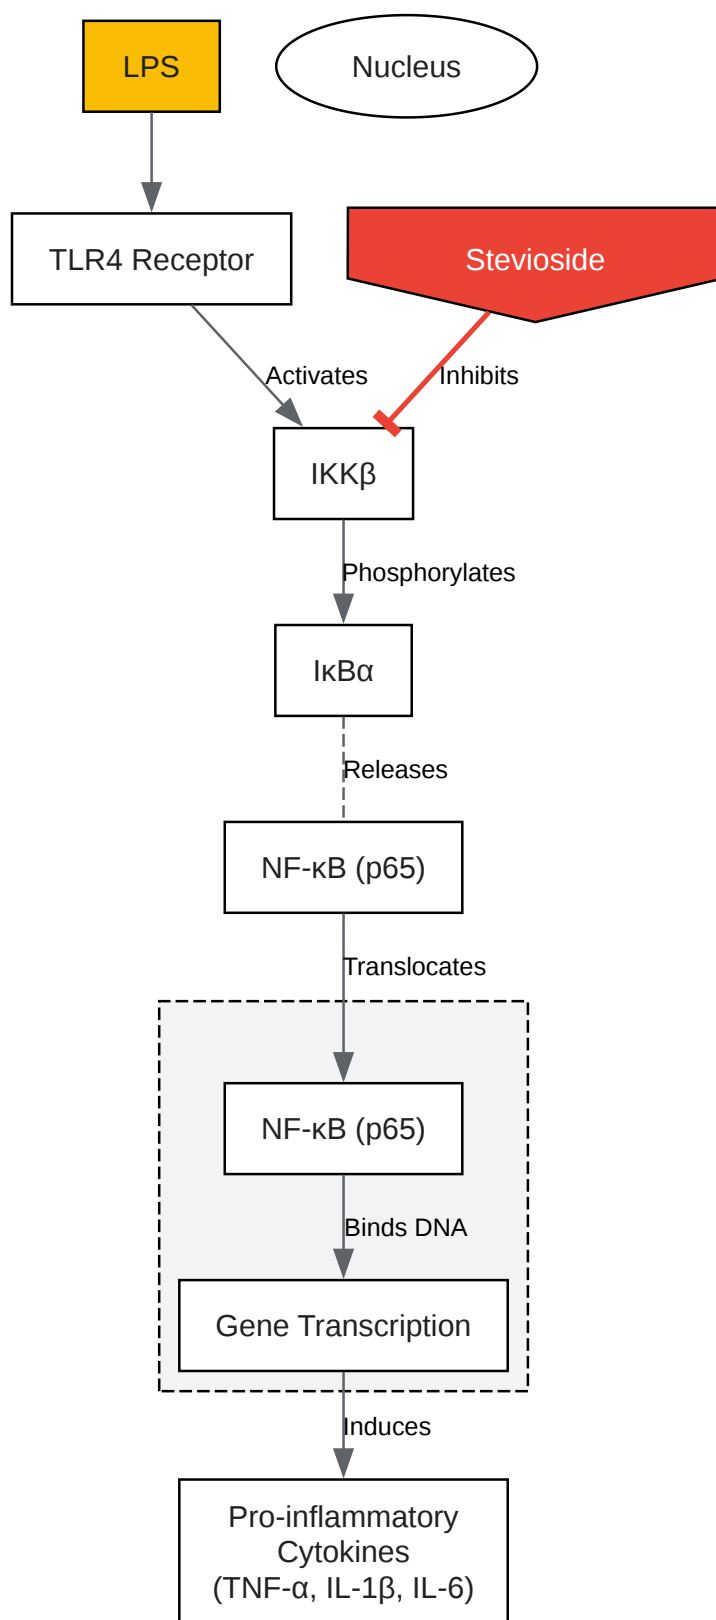 LPS
Nucleus
TLR4 Receptor
Stevioside
Activates
Inhibits
IKKβ
Phosphorylates
IκBα
Releases
NF-κB (p65)
Translocates
NF-κB (p65)
Binds DNA
Gene Transcription
Induces
Pro-inflammatory
Cytokines
(TNF-α, IL-1β, IL-6)